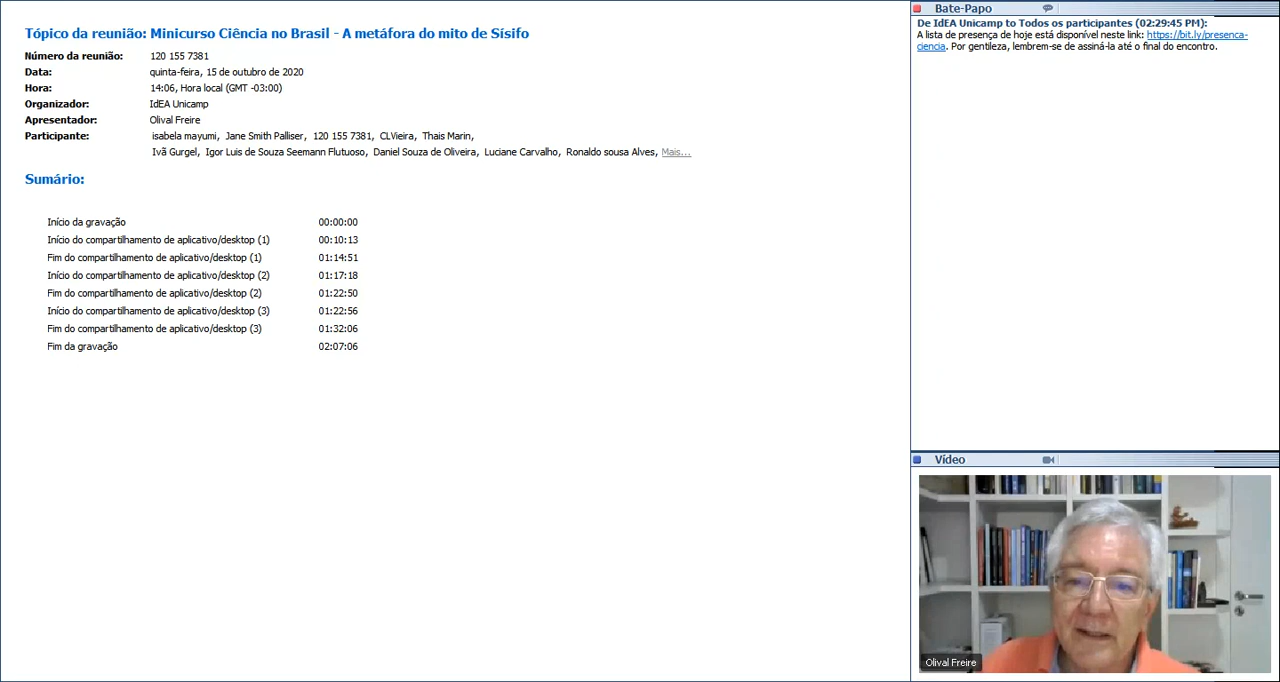 Tópico da reunião: Minicurso Ciência no Brasil - A metáfora do mito de Sísifo
Número da reunião: 120 155 7381
Data: quinta-feira, 15 de outubro de 2020
Hora: 14:06, Hora local (GMT -03:00)
Organizador: IdEA Unicamp
Apresentador: Olival Freire
Participante: isabela mayumi, Jane Smith Palliser, 120 155 7381, CLVieira, Thais Marin,
Ivã Gurgel, Igor Luis de Souza Seemann Flutuoso, Daniel Souza de Oliveira, Luciane Carvalho, Ronaldo sousa Alves, Mais...
Sumário:
Início da gravação 00:00:00
Início do compartilhamento de aplicativo/desktop (1) 00:10:13
Fim do compartilhamento de aplicativo/desktop (1) 01:14:51
Início do compartilhamento de aplicativo/desktop (2) 01:17:18
Fim do compartilhamento de aplicativo/desktop (2) 01:22:50
Início do compartilhamento de aplicativo/desktop (3) 01:22:56
Fim do compartilhamento de aplicativo/desktop (3) 01:32:06
Fim da gravação 02:07:06
Bate-Papo
De IdEA Unicamp to Todos os participantes (02:29:45 PM):
A lista de presença de hoje está disponível neste link: https://bit.ly/presenca-
ciencia. Por gentileza, lembrem-se de assiná-la até o final do encontro.
Vídeo
Olival Freire